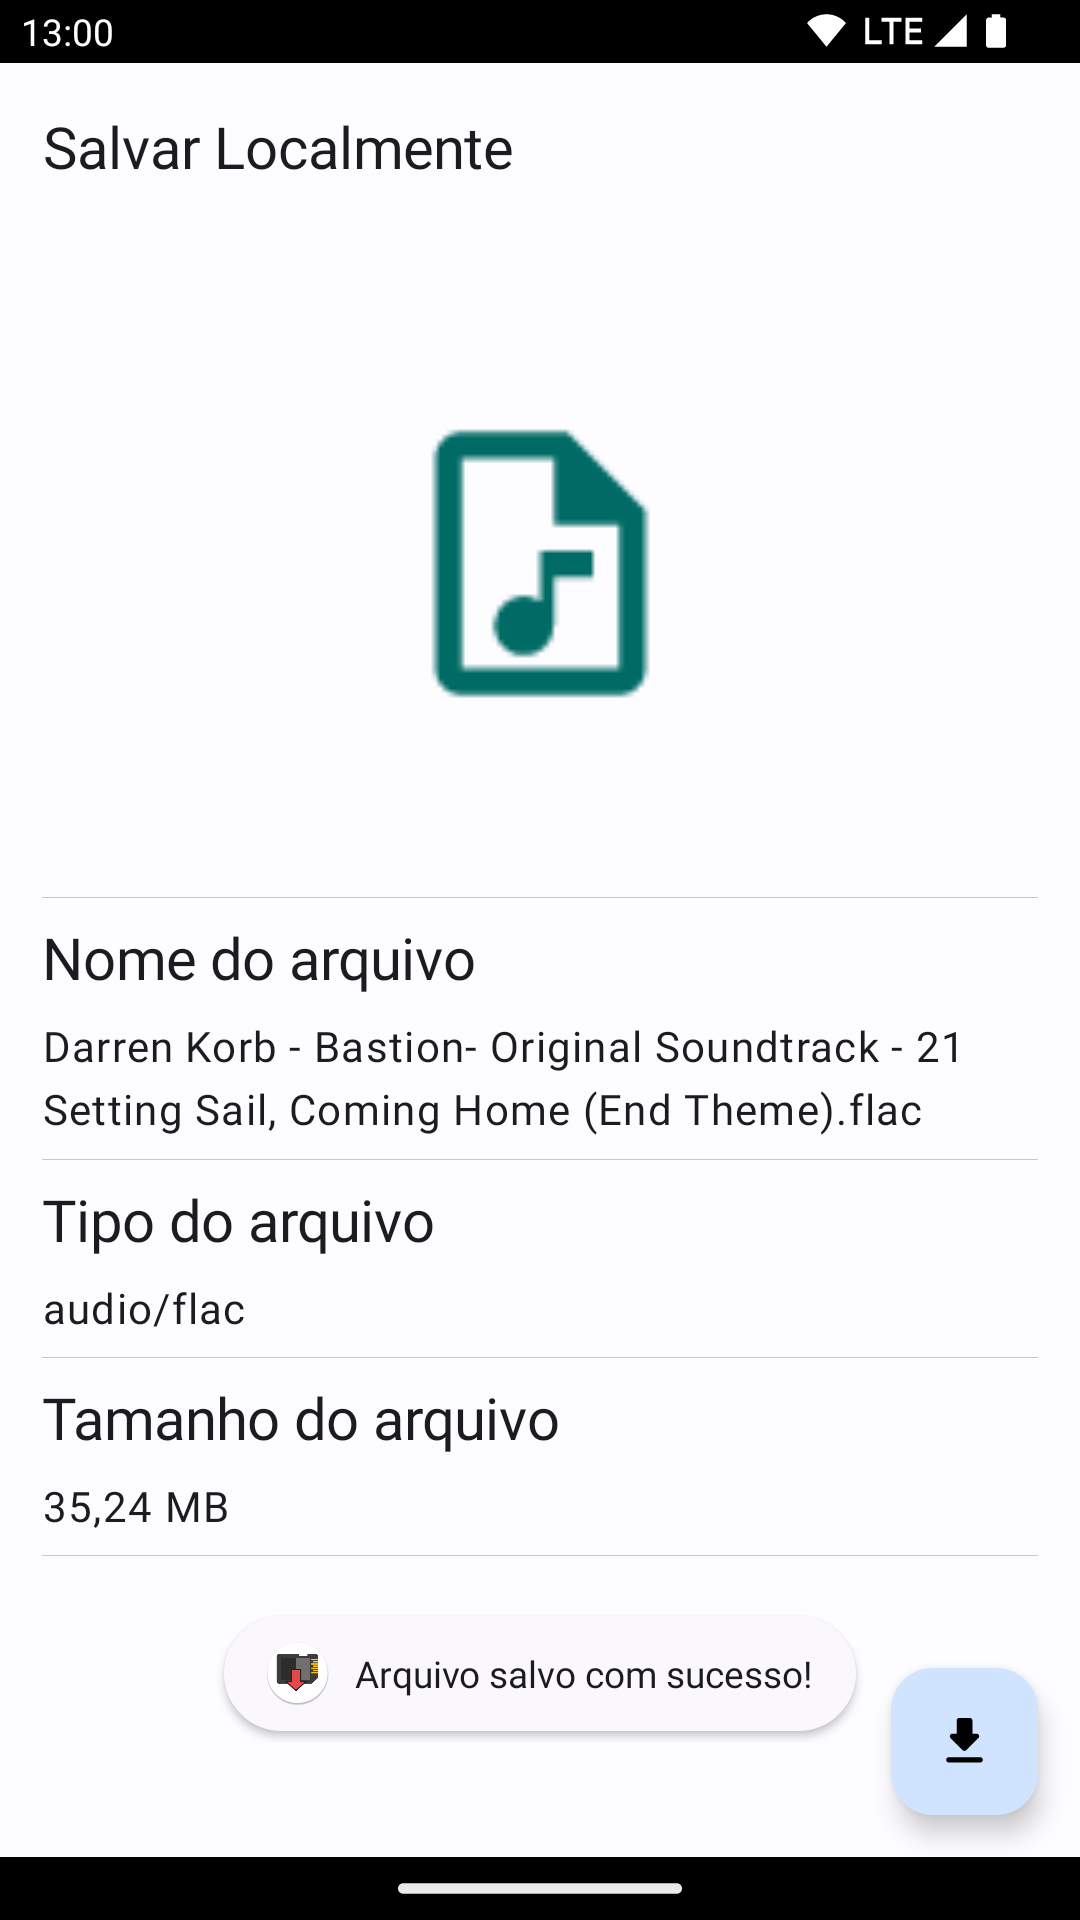 13:00
LTE
Salvar Localmente
Nome do arquivo
Darren Korb - Bastion- Original Soundtrack - 21
Setting Sail, Coming Home (End Theme).flac
Tipo do arquivo
audio/flac
Tamanho do arquivo
35,24 MB
Arquivo salvo com sucesso!